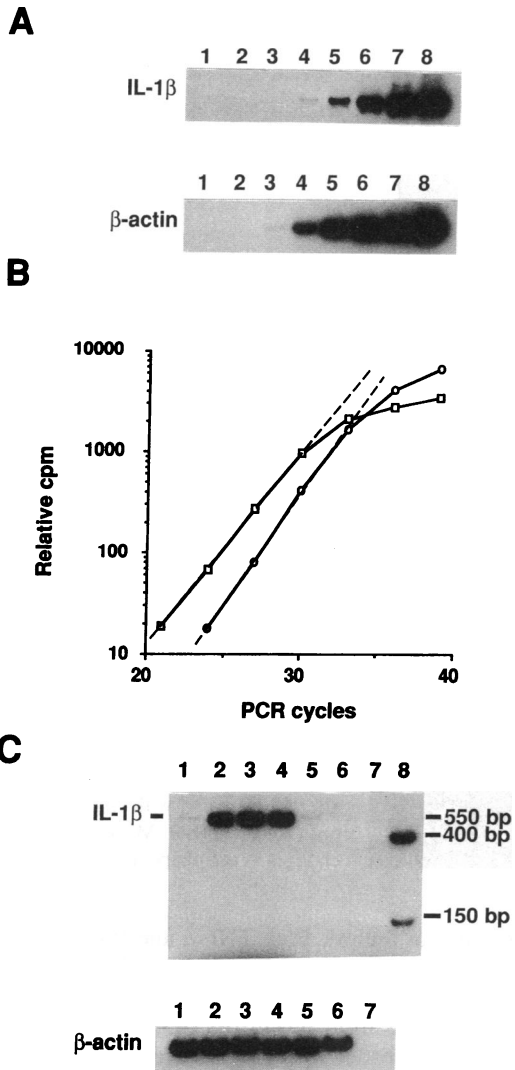 A
1 2 3 4 5 6 7 8
IL-1β
1 2 3 4 5 6 7 8
β-actin
B
10000
1000
100
10
Relative cpm
20 30 40
PCR cycles
C
1 2 3 4 5 6 7 8
IL-1β
550 bp
400 bp
150 bp
1 2 3 4 5 6 7
β-actin